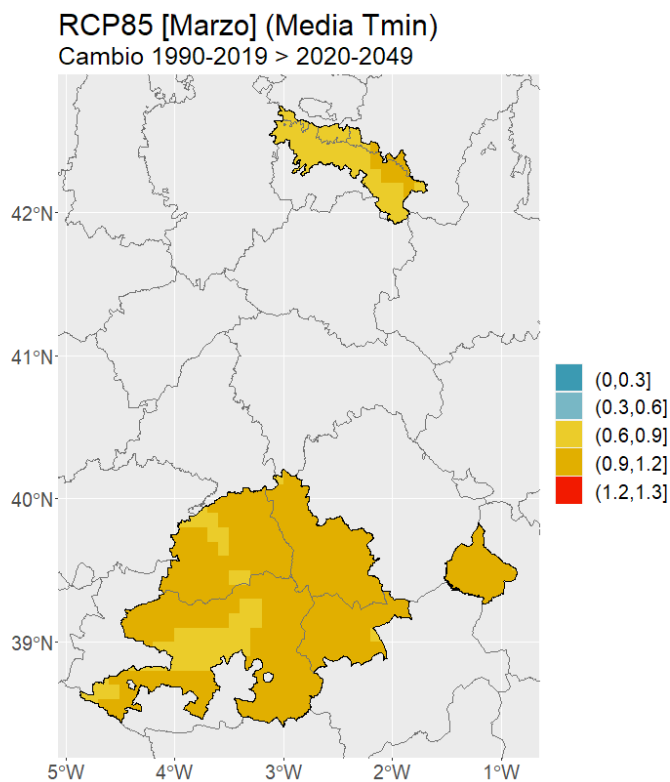 RCP85 [Marzo] (Media Tmin)
Cambio 1990-2019 > 2020-2049
42°N
41°N
40°N
39°N
5°W 4°W 3°W 2°W 1°W
(0,0.3]
(0.3,0.6]
(0.6,0.9]
(0.9,1.2]
(1.2,1.3]